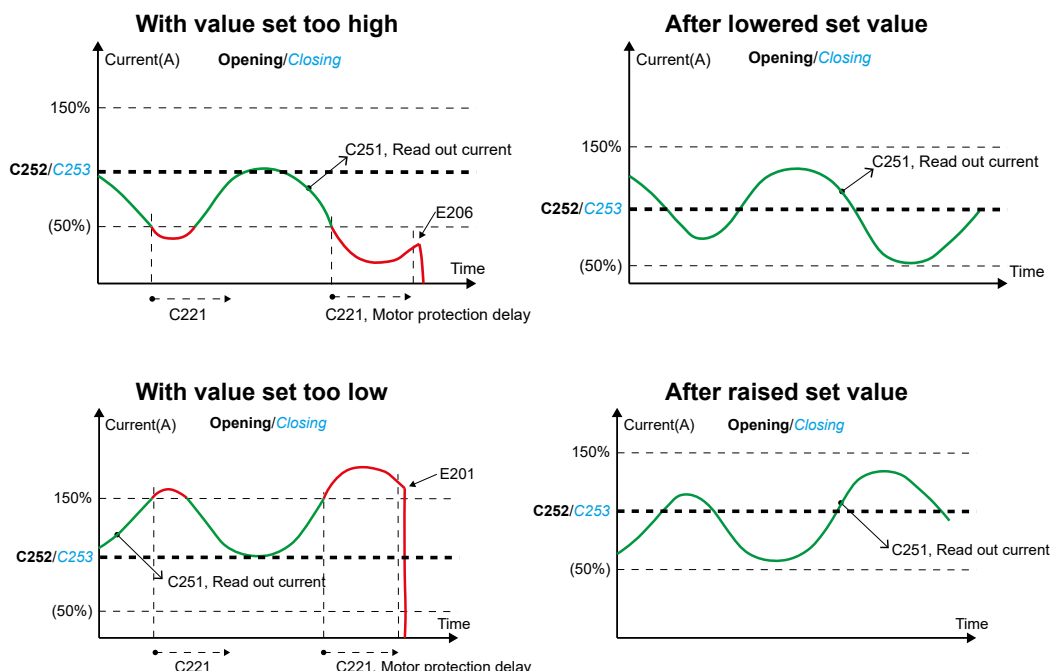 With value set too high
Current(A) Opening/Closing
150%
C251, Read out current
C252/C253
E206
(50%)
Time
C221
C221, Motor protection delay
After lowered set value
Current(A) Opening/Closing
150%
C251, Read out current
C252/C253
(50%)
Time
With value set too low
Current(A) Opening/Closing
E201
150%
C252/C253
C251, Read out current
(50%)
Time
C221
C221, Motor protection delay
After raised set value
Current(A) Opening/Closing
150%
C252/C253
C251, Read out current
(50%)
Time